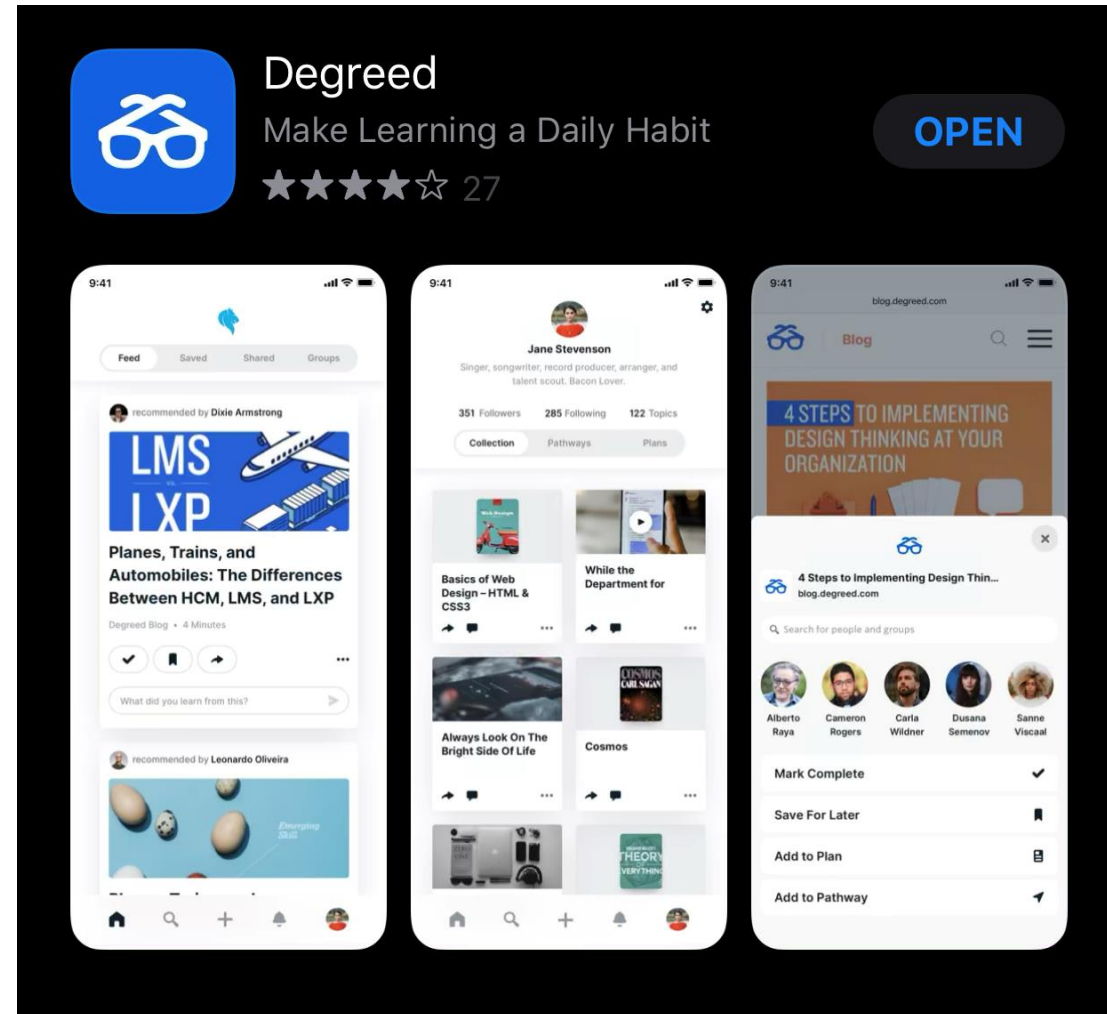 Degreed
Make Learning a Daily Habit
27
OPEN
9:41
Feed Saved Shared Groups
recommended by Dixie Armstrong
LMS
vs.
LXP
Planes, Trains, and
Automobiles: The Differences
Between HCM, LMS, and LXP
Degreed Blog • 4 Minutes
What did you learn from this?
recommended by Leonardo Oliveira
Emerging
Skill
9:41
Jane Stevenson
Singer, songwriter, record producer, arranger, and
talent scout. Bacon Lover.
351 Followers 285 Following 122 Topics
Collection Pathways Plans
Web Design
Basics of Web
Design – HTML &
CSS3
While the
Department for
Always Look On The
Bright Side Of Life
COSMOS
CARL SAGAN
Cosmos
THEORY
OF
EVERYTHING
9:41
blog.degreed.com
Blog
4 STEPS TO IMPLEMENTING
DESIGN THINKING AT YOUR
ORGANIZATION
4 Steps to Implementing Design Thin...
blog.degreed.com
Search for people and groups
Alberto
Raya
Cameron
Rogers
Carla
Wildner
Dusana
Semenov
Sanne
Viscaal
Mark Complete
Save For Later
Add to Plan
Add to Pathway